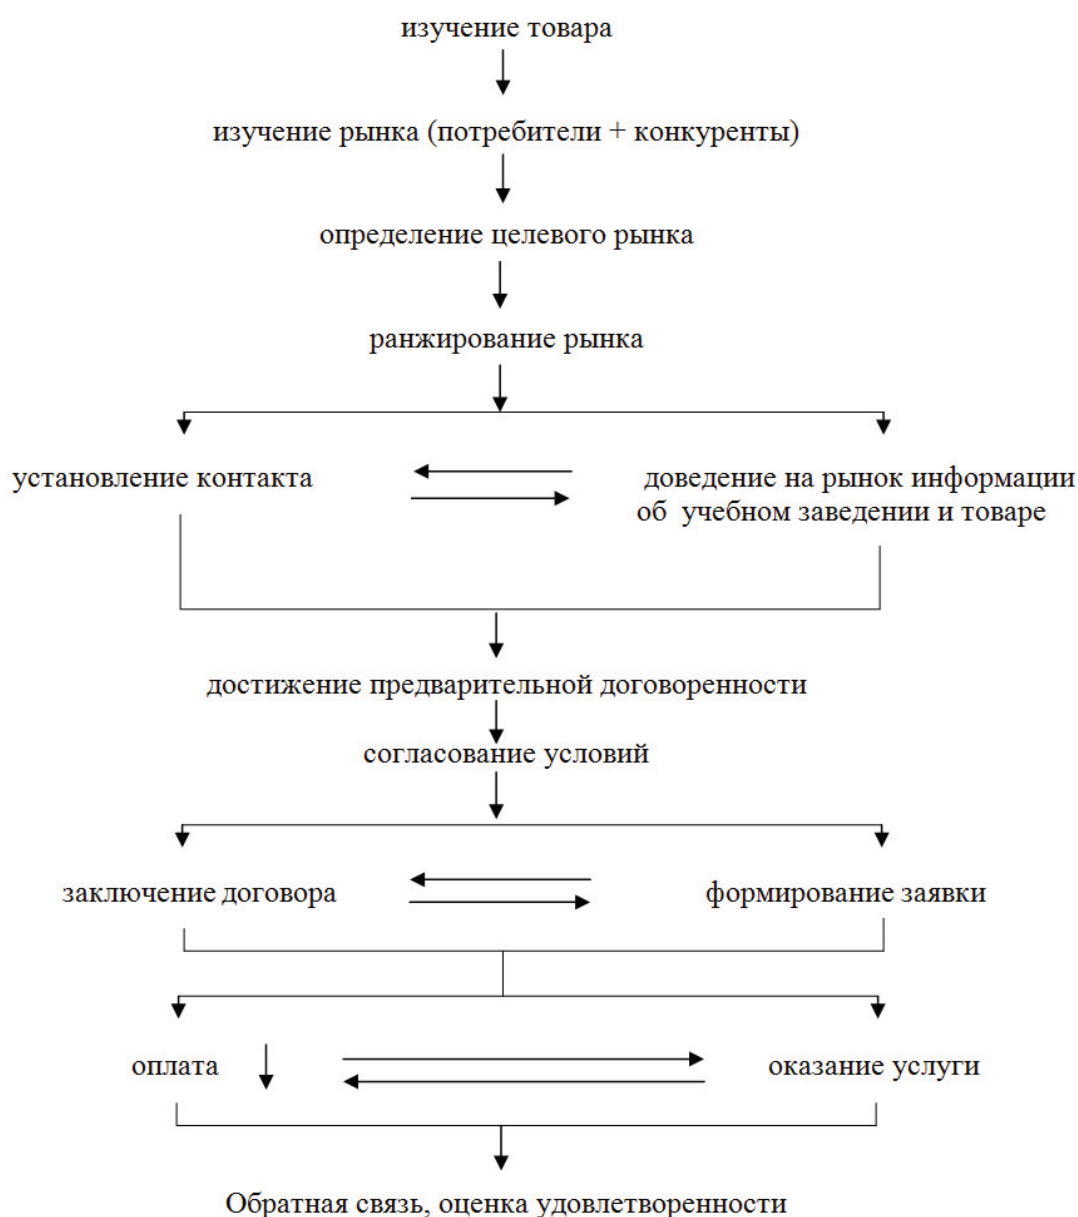 изучение товара
изучение рынка (потребители + конкуренты)
определение целевого рынка
ранжирование рынка
установление контакта
доведение на рынок информации
об учебном заведении и товаре
достижение предварительной договоренности
согласование условий
заключение договора
формирование заявки
оплата
оказание услуги
Обратная связь, оценка удовлетворенности